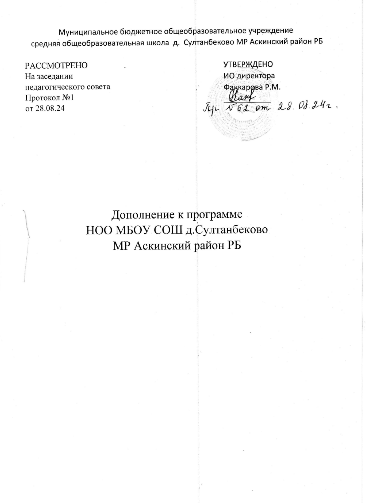 Муниципальное бюджетное общеобразовательное учреждение
средняя общеобразовательная школа д. Султанбеково МР Аскинский район РБ
РАССМОТРЕНО
На заседании
педагогического совета
Протокол №1
от 28.08.24
УТВЕРЖДЕНО
ИО директора
Р.М.
Пр. № 62 от 28 08 24г.
Дополнение к программе
НОО МБОУ СОШ д.Султанбеково
МР Аскинский район РБ